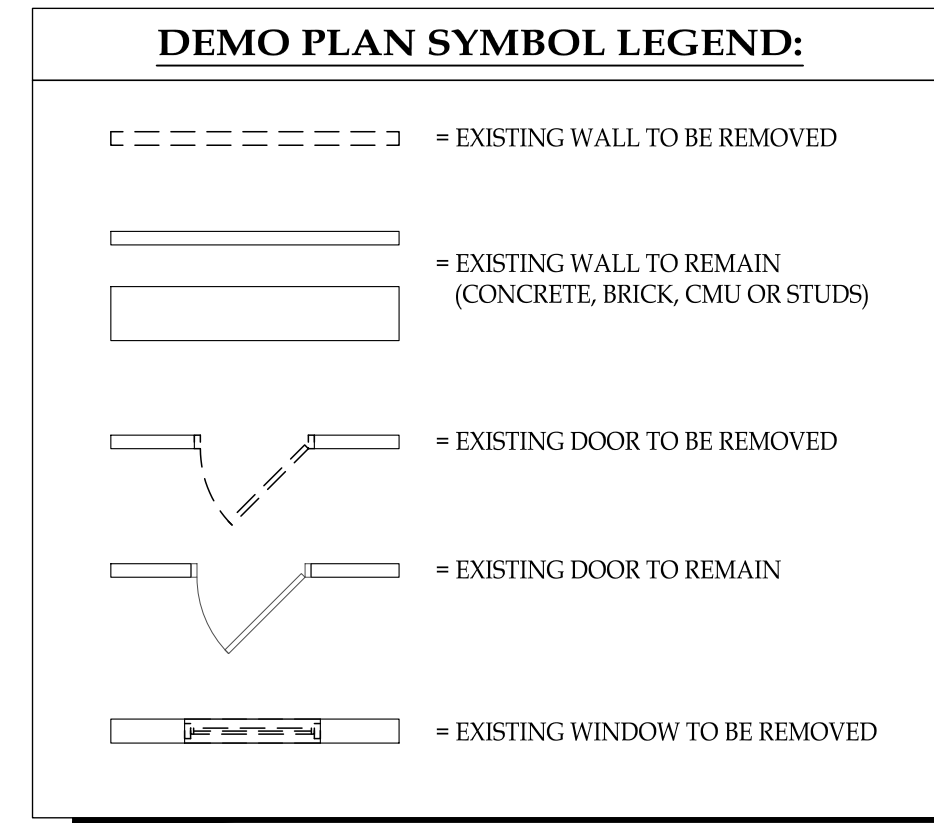 DEMO PLAN SYMBOL LEGEND:
= EXISTING WALL TO BE REMOVED
= EXISTING WALL TO REMAIN
(CONCRETE, BRICK, CMU OR STUDS)
= EXISTING DOOR TO BE REMOVED
= EXISTING DOOR TO REMAIN
= EXISTING WINDOW TO BE REMOVED